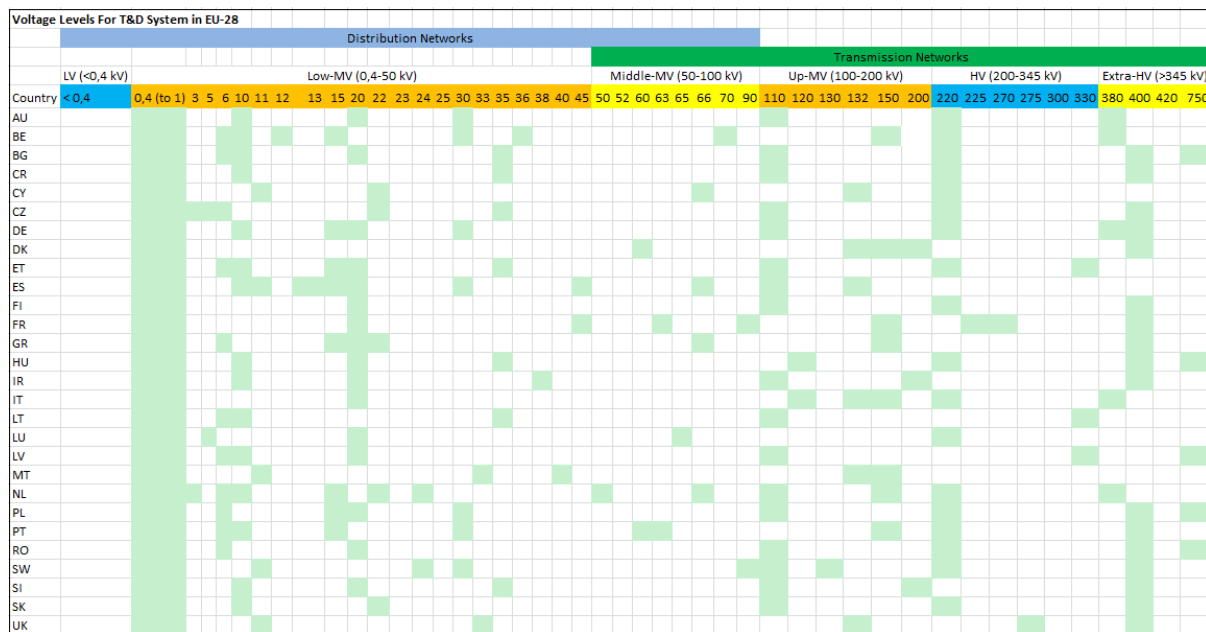 Voltage Levels For T&D System in EU-28
Distribution Networks
Transmission Networks
LV (<0,4 kV) Low-MV (0,4-50 kV) Middle-MV (50-100 kV) Up-MV (100-200 kV) HV (200-345 kV) Extra-HV (>345 kV)
Country < 0,4 0,4 (to 1) 3 5 6 10 11 12 13 15 20 22 23 24 25 30 33 35 36 38 40 45 50 52 60 63 65 66 70 90 110 120 130 132 150 200 220 225 270 275 300 330 380 400 420 750
AU
BE
BG
CR
CY
CZ
DE
DK
ET
ES
FI
FR
GR
HU
IR
IT
LT
LU
LV
MT
NL
PL
PT
RO
SW
SI
SK
UK